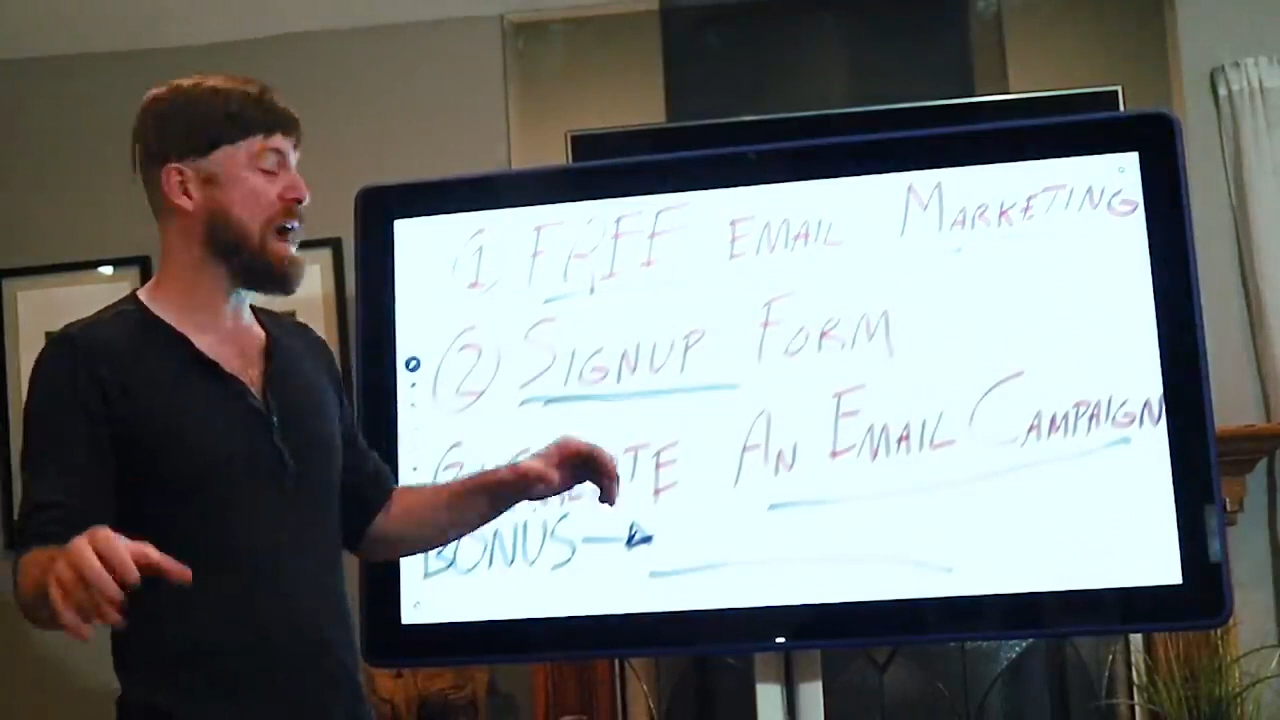 1 FREE EMAIL MARKETING
(2) SIGNUP FORM
AN EMAIL CAMPAIGN
BONUS→